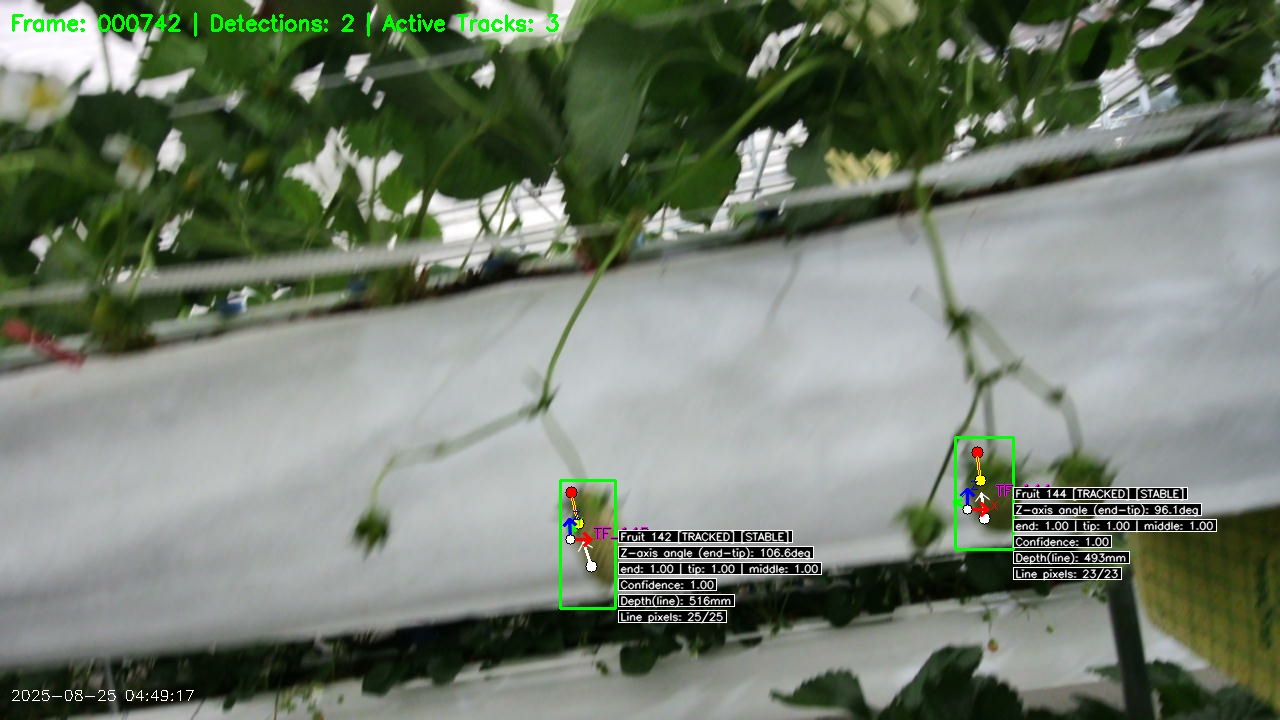 Frame: 000742 | Detections: 2 | Active Tracks: 3
Fruit 144 [TRACKED] [STABLE]
Z-axis angle (end-tip): 96.1deg
end: 1.00 | tip: 1.00 | middle: 1.00
Confidence: 1.00
Depth(line): 493mm
Line pixels: 23/23
Fruit 142 [TRACKED] [STABLE]
Z-axis angle (end-tip): 106.6deg
end: 1.00 | tip: 1.00 | middle: 1.00
Confidence: 1.00
Depth(line): 516mm
Line pixels: 25/25
2025-08-25 04:49:17